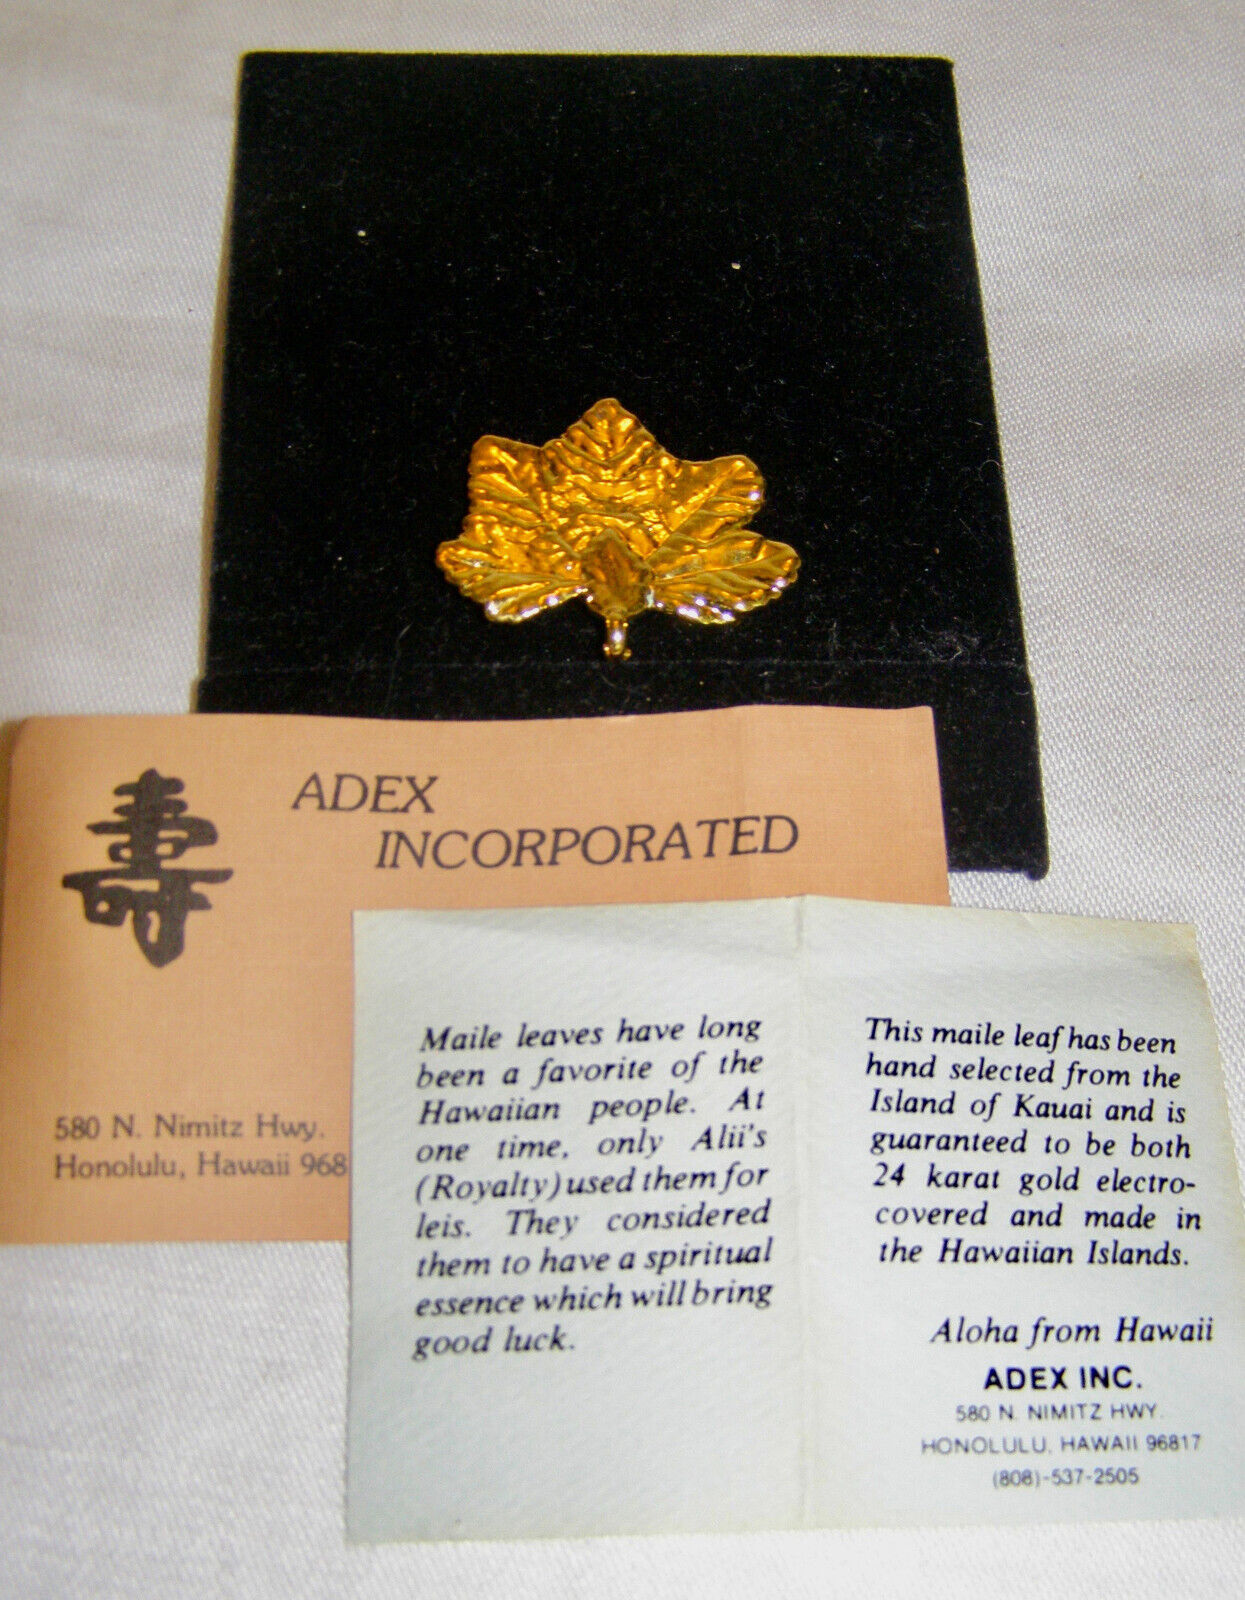 壽
ADEX
INCORPORATED
580 N. Nimitz Hwy.
Honolulu, Hawaii 968
Maile leaves have long
been a favorite of the
Hawaiian people. At
one time, only Alii's
(Royalty) used them for
leis. They considered
them to have a spiritual
essence which will bring
good luck.
This maile leaf has been
hand selected from the
Island of Kauai and is
guaranteed to be both
24 karat gold electro-
covered and made in
the Hawaiian Islands.
Aloha from Hawaii
ADEX INC.
580 N. NIMITZ HWY.
HONOLULU, HAWAII 96817
(808)-537-2505